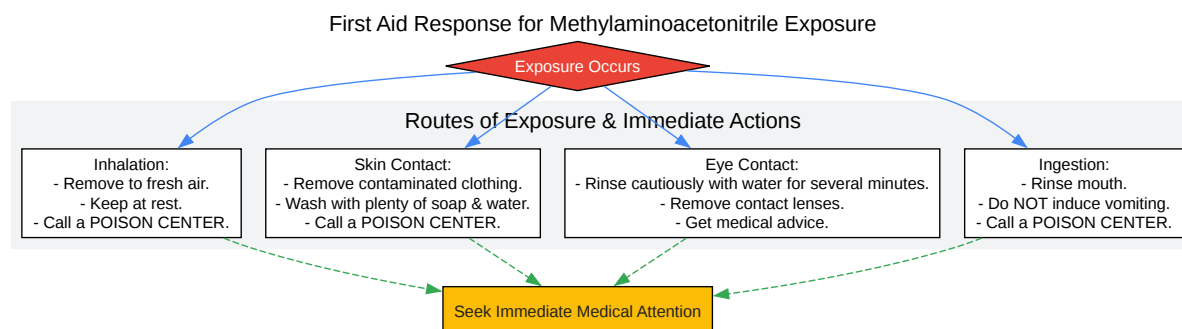 First Aid Response for Methylaminoacetonitrile Exposure
Exposure Occurs
Routes of Exposure & Immediate Actions
Inhalation:
- Remove to fresh air.
- Keep at rest.
- Call a POISON CENTER.
Skin Contact:
- Remove contaminated clothing.
- Wash with plenty of soap & water.
- Call a POISON CENTER.
Eye Contact:
- Rinse cautiously with water for several minutes.
- Remove contact lenses.
- Get medical advice.
Ingestion:
- Rinse mouth.
- Do NOT induce vomiting.
- Call a POISON CENTER.
Seek Immediate Medical Attention